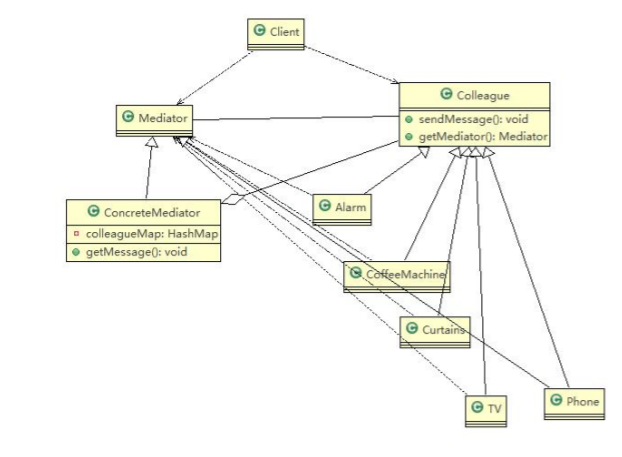 C Client
C Colleague
sendMessage(): void
getMediator(): Mediator
C Mediator
C Alarm
C ConcreteMediator
colleagueMap: HashMap
getMessage(): void
C CoffeeMachine
C Curtains
C TV
C Phone